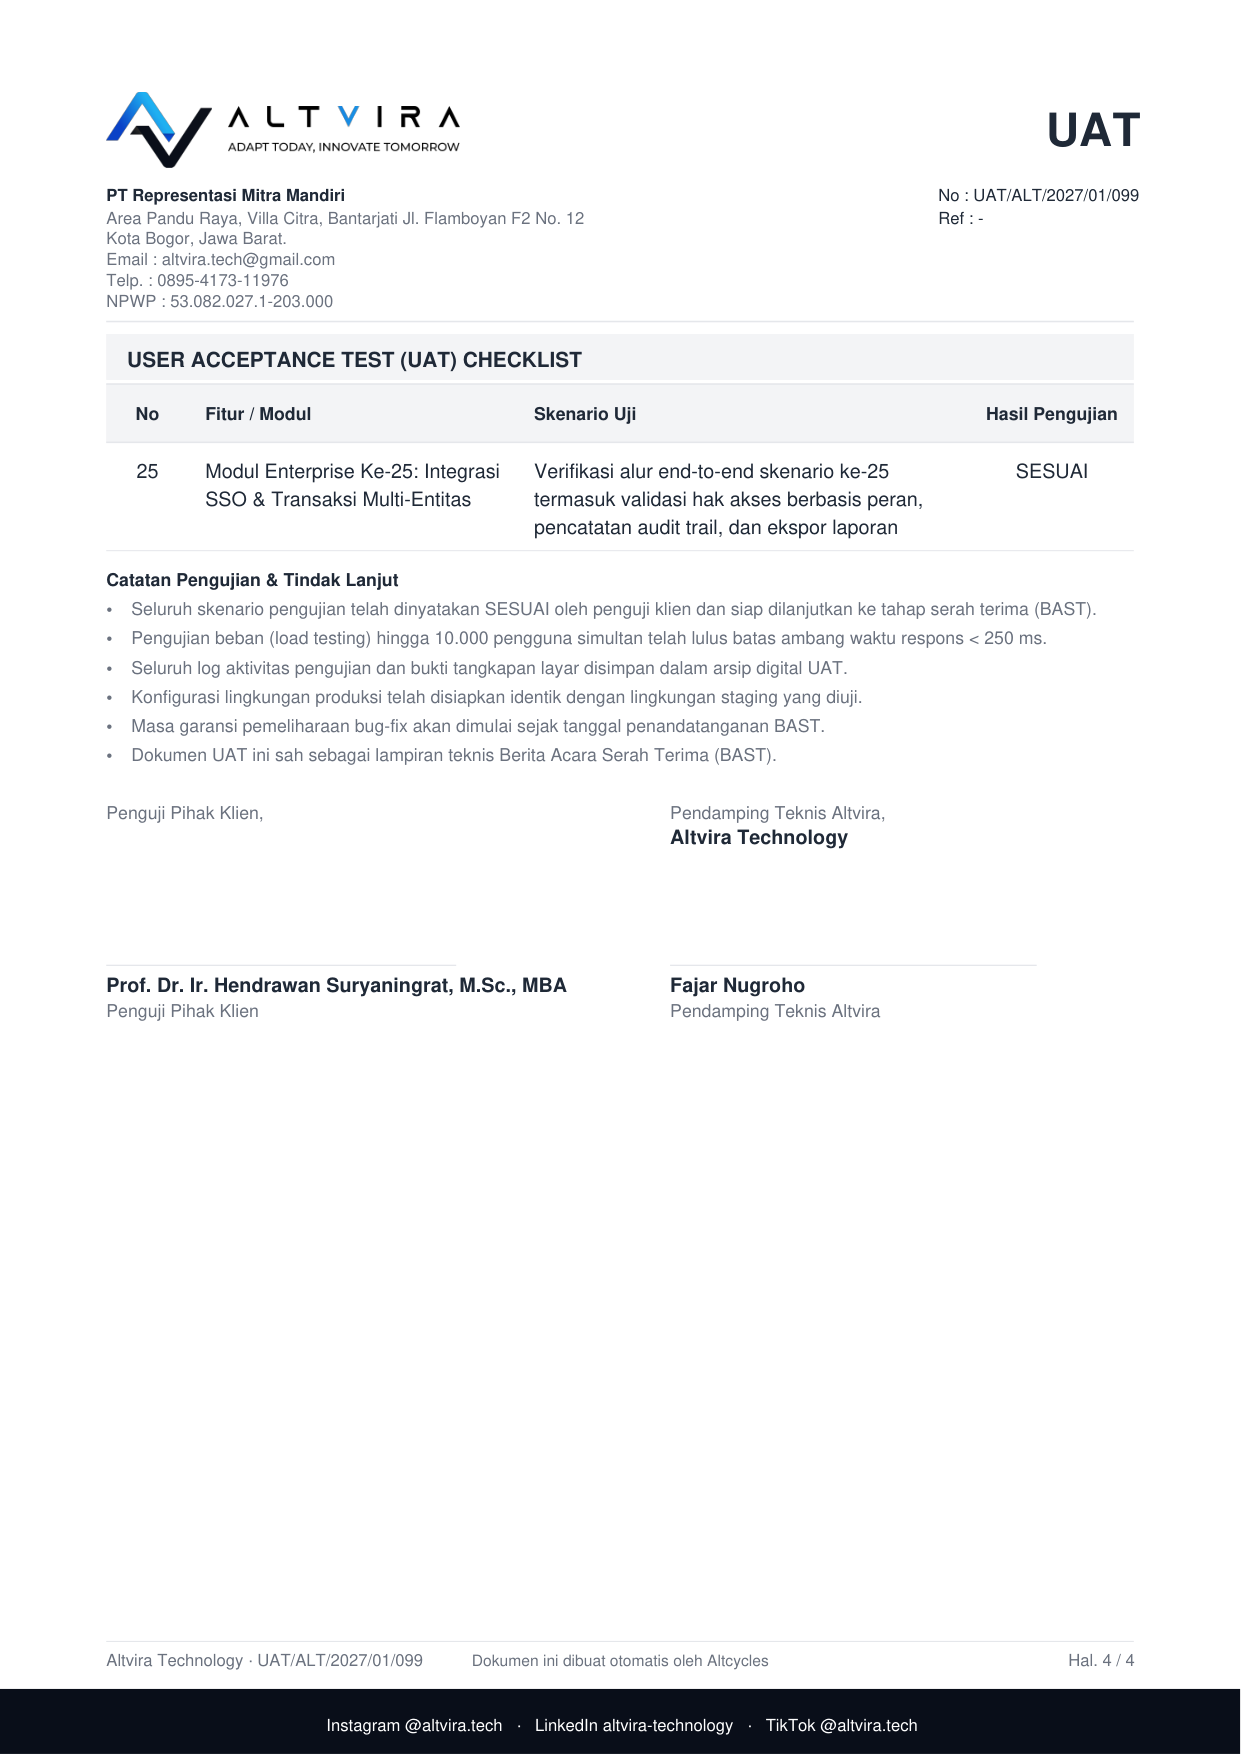 ALTVIRA
ADAPT TODAY, INNOVATE TOMORROW
UAT
PT Representasi Mitra Mandiri
Area Pandu Raya, Villa Citra, Bantarjati Jl. Flamboyan F2 No. 12
Kota Bogor, Jawa Barat.
Email : altvira.tech@gmail.com
Telp. : 0895-4173-11976
NPWP : 53.082.027.1-203.000
No : UAT/ALT/2027/01/099
Ref : -
USER ACCEPTANCE TEST (UAT) CHECKLIST
No Fitur / Modul Skenario Uji Hasil Pengujian
25 Modul Enterprise Ke-25: Integrasi Verifikasi alur end-to-end skenario ke-25 SESUAI
SSO & Transaksi Multi-Entitas termasuk validasi hak akses berbasis peran,
pencatatan audit trail, dan ekspor laporan
Catatan Pengujian & Tindak Lanjut
• Seluruh skenario pengujian telah dinyatakan SESUAI oleh penguji klien dan siap dilanjutkan ke tahap serah terima (BAST).
• Pengujian beban (load testing) hingga 10.000 pengguna simultan telah lulus batas ambang waktu respons < 250 ms.
• Seluruh log aktivitas pengujian dan bukti tangkapan layar disimpan dalam arsip digital UAT.
• Konfigurasi lingkungan produksi telah disiapkan identik dengan lingkungan staging yang diuji.
• Masa garansi pemeliharaan bug-fix akan dimulai sejak tanggal penandatanganan BAST.
• Dokumen UAT ini sah sebagai lampiran teknis Berita Acara Serah Terima (BAST).
Penguji Pihak Klien, Pendamping Teknis Altvira,
Altvira Technology
Prof. Dr. Ir. Hendrawan Suryaningrat, M.Sc., MBA Fajar Nugroho
Penguji Pihak Klien Pendamping Teknis Altvira
Altvira Technology · UAT/ALT/2027/01/099 Dokumen ini dibuat otomatis oleh Altcycles Hal. 4 / 4
Instagram @altvira.tech · LinkedIn altvira-technology · TikTok @altvira.tech